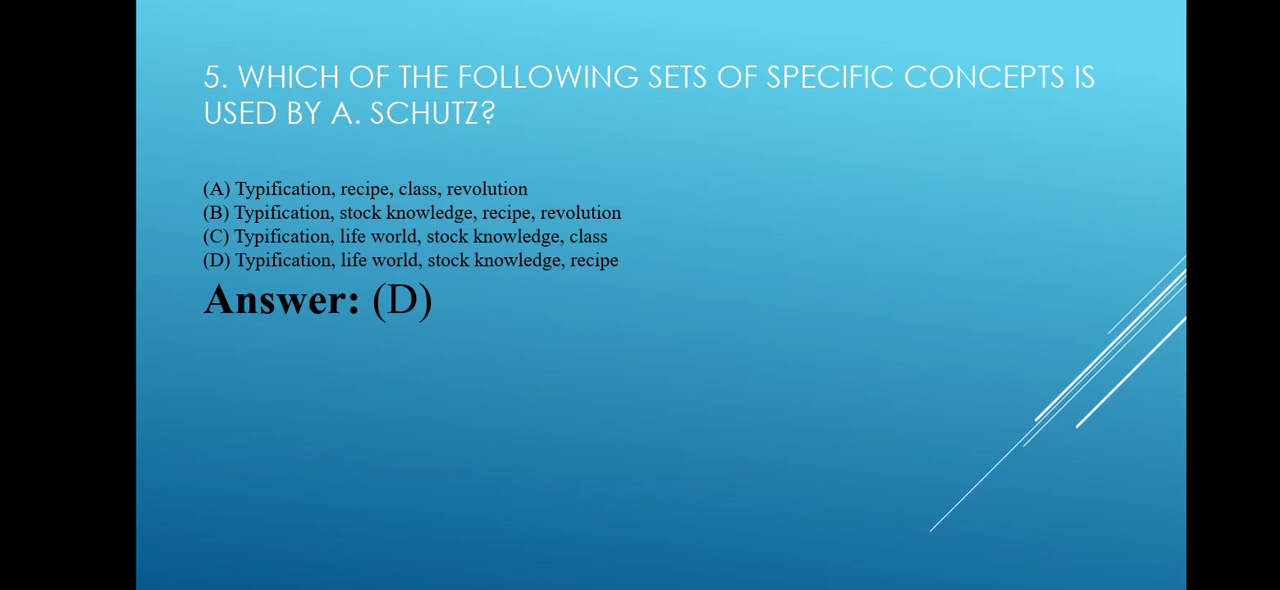 5. WHICH OF THE FOLLOWING SETS OF SPECIFIC CONCEPTS IS
USED BY A. SCHUTZ?
(A) Typification, recipe, class, revolution
(B) Typification, stock knowledge, recipe, revolution
(C) Typification, life world, stock knowledge, class
(D) Typification, life world, stock knowledge, recipe
Answer: (D)